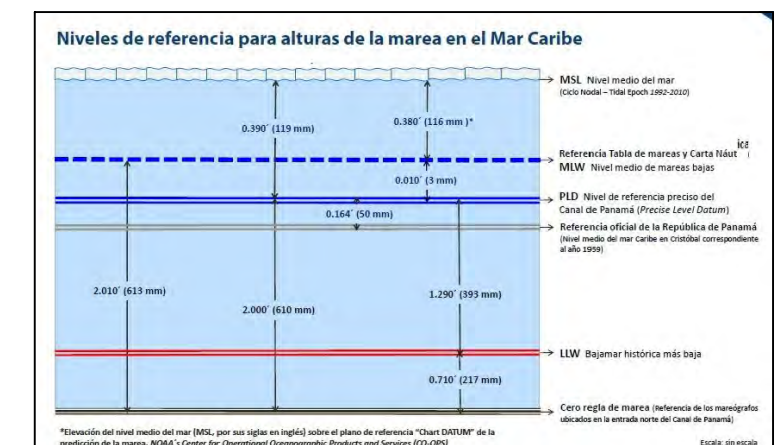 Niveles de referencia para alturas de la marea en el Mar Caribe
MSL Nivel medio del mar
(Ciclo Nodal – Tidal Epoch 1992-2010)
0.390´ (119 mm)
0.380´ (116 mm )*
Referencia Tabla de mareas y Carta Náut
ica
MLW Nivel medio de mareas bajas
0.010´ (3 mm)
PLD Nivel de referencia preciso del
Canal de Panamá (Precise Level Datum)
0.164´ (50 mm)
Referencia oficial de la República de Panamá
(Nivel medio del mar Caribe en Cristóbal correspondiente
al año 1959)
2.010´ (613 mm)
2.000´ (610 mm)
1.290´ (393 mm)
LLW Bajamar histórica más baja
0.710´ (217 mm)
Cero regla de marea (Referencia de los mareógrafos
ubicados en la entrada norte del Canal de Panamá)
*Elevación del nivel medio del mar (MSL, por sus siglas en inglés) sobre el plano de referencia “Chart DATUM” de la
predicción de la marea. NOAA´s Center for Operational Oceanographic Products and Services (CO-OPS)
Escala: sin escala